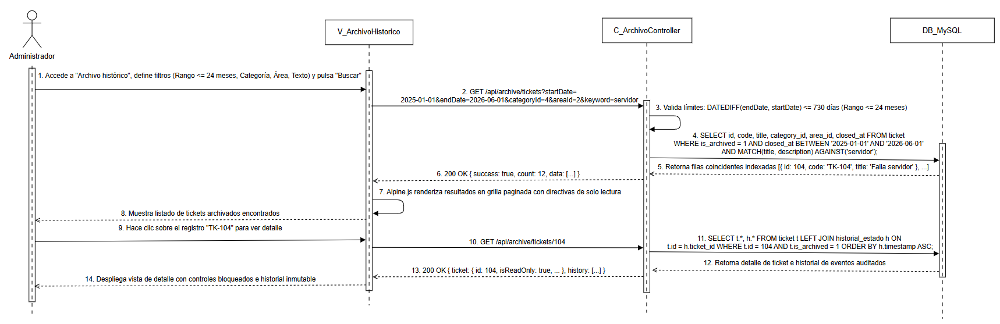 V_ArchivoHistorico
C_ArchivoController
DB_MySQL
Administrador
1. Accede a "Archivo histórico", define filtros (Rango <= 24 meses, Categoría, Área, Texto) y pulsa "Buscar"
2. GET /api/archive/tickets?startDate=
2025-01-01&endDate=2026-06-01&categoryId=4&areaId=2&keyword=servidor
3. Valida límites: DATEDIFF(endDate, startDate) <= 730 días (Rango <= 24 meses)
4. SELECT id, code, title, category_id, area_id, closed_at FROM ticket
WHERE is_archived = 1 AND closed_at BETWEEN '2025-01-01' AND '2026-06-01'
AND MATCH(title, description) AGAINST('servidor');
5. Retorna filas coincidentes indexadas [{ id: 104, code: 'TK-104', title: 'Falla servidor' }, ...]
6. 200 OK { success: true, count: 12, data: [...] }
7. Alpine.js renderiza resultados en grilla paginada con directivas de solo lectura
8. Muestra listado de tickets archivados encontrados
9. Hace clic sobre el registro "TK-104" para ver detalle
10. GET /api/archive/tickets/104
11. SELECT t.*, h.* FROM ticket t LEFT JOIN historial_estado h ON
t.id = h.ticket_id WHERE t.id = 104 AND t.is_archived = 1 ORDER BY h.timestamp ASC;
12. Retorna detalle de ticket e historial de eventos auditados
13. 200 OK { ticket: { id: 104, isReadOnly: true, ... }, history: [...] }
14. Despliega vista de detalle con controles bloqueados e historial inmutable